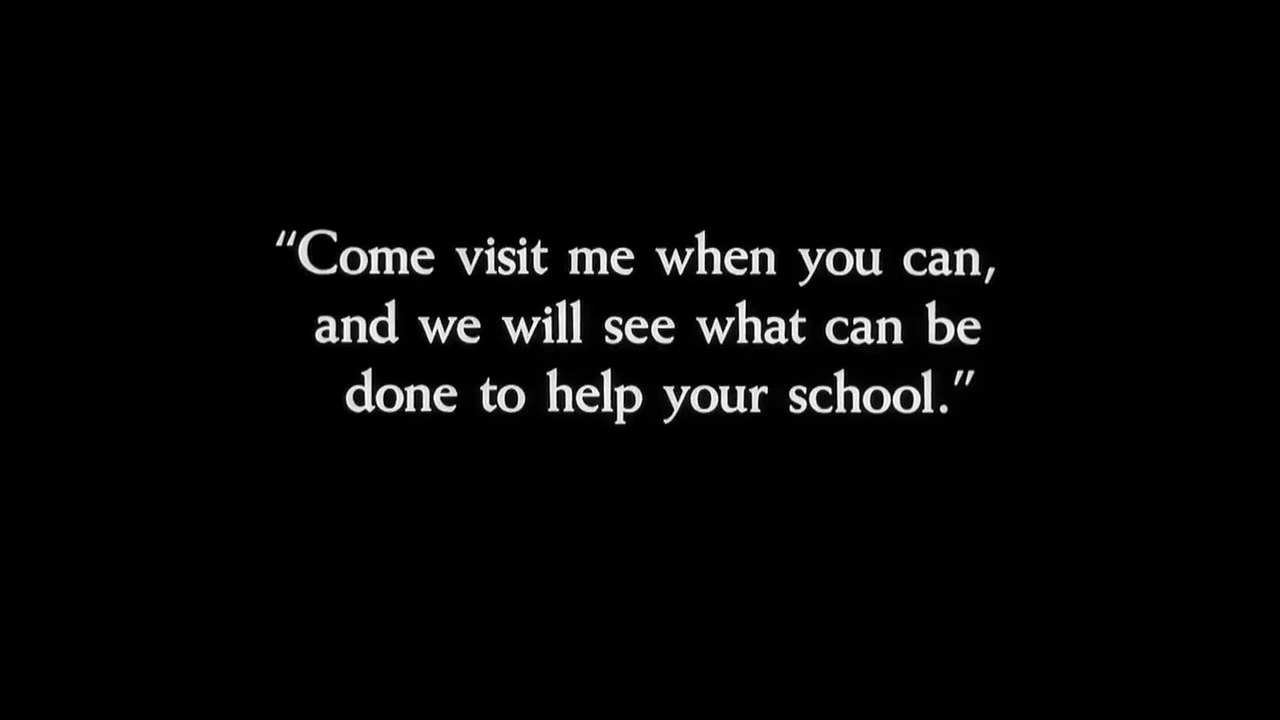 “Come visit me when you can,
and we will see what can be
done to help your school.”